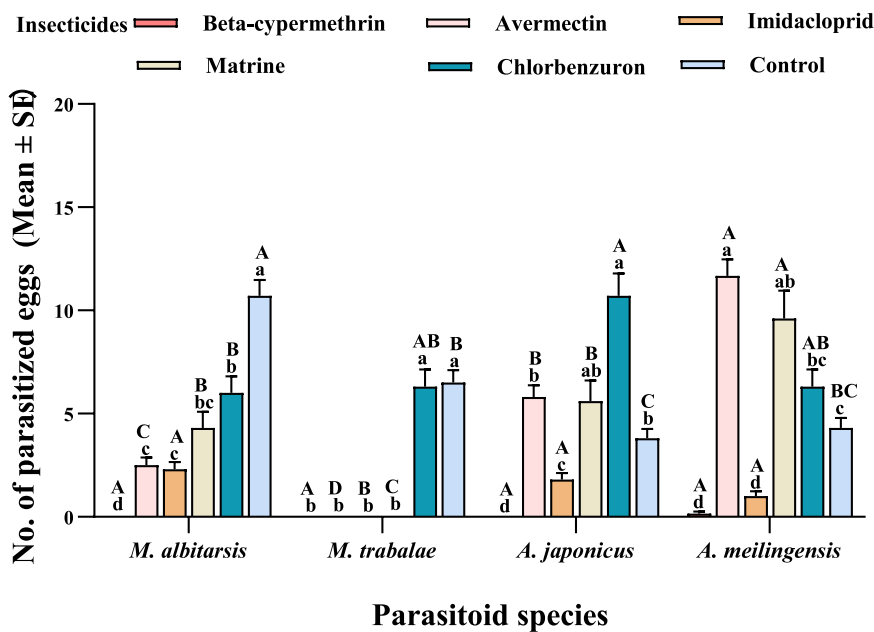 Insecticides Beta-cypermethrin Avermectin Imidacloprid
Matrine Chlorbenzuron Control
No. of parasitized eggs (Mean ± SE)
20
15
10
5
0
A
d
C
c
A
c
B
bc
B
b
A
a
A
b
D
b
B
b
C
b
AB
a
B
a
A
d
B
b
A
c
B
ab
A
a
C
b
A
d
A
a
A
d
A
ab
AB
bc
BC
c
M. albitarsis M. trabalae A. japonicus A. meilingensis
Parasitoid species